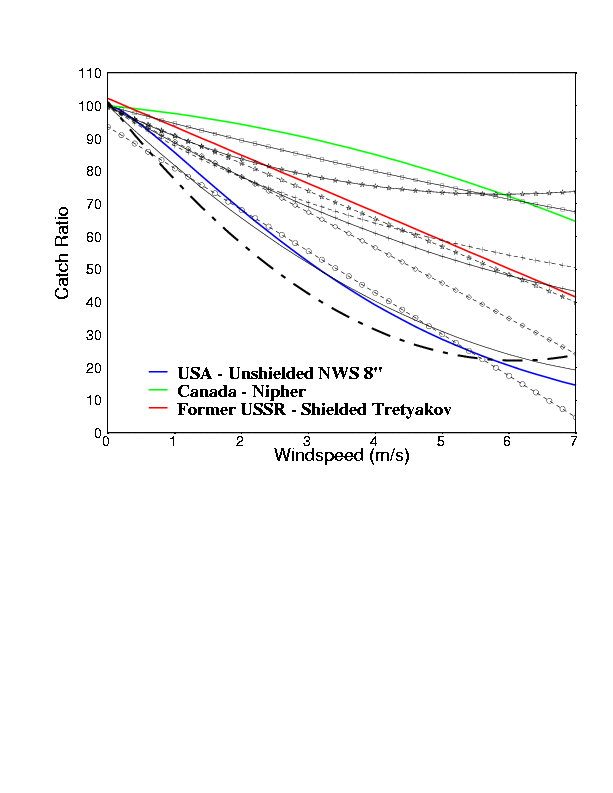 110
100
90
80
70
60
50
40
30
20
10
0
Catch Ratio
USA - Unshielded NWS 8"
Canada - Nipher
Former USSR - Shielded Tretyakov
0 1 2 3 4 5 6 7
Windspeed (m/s)